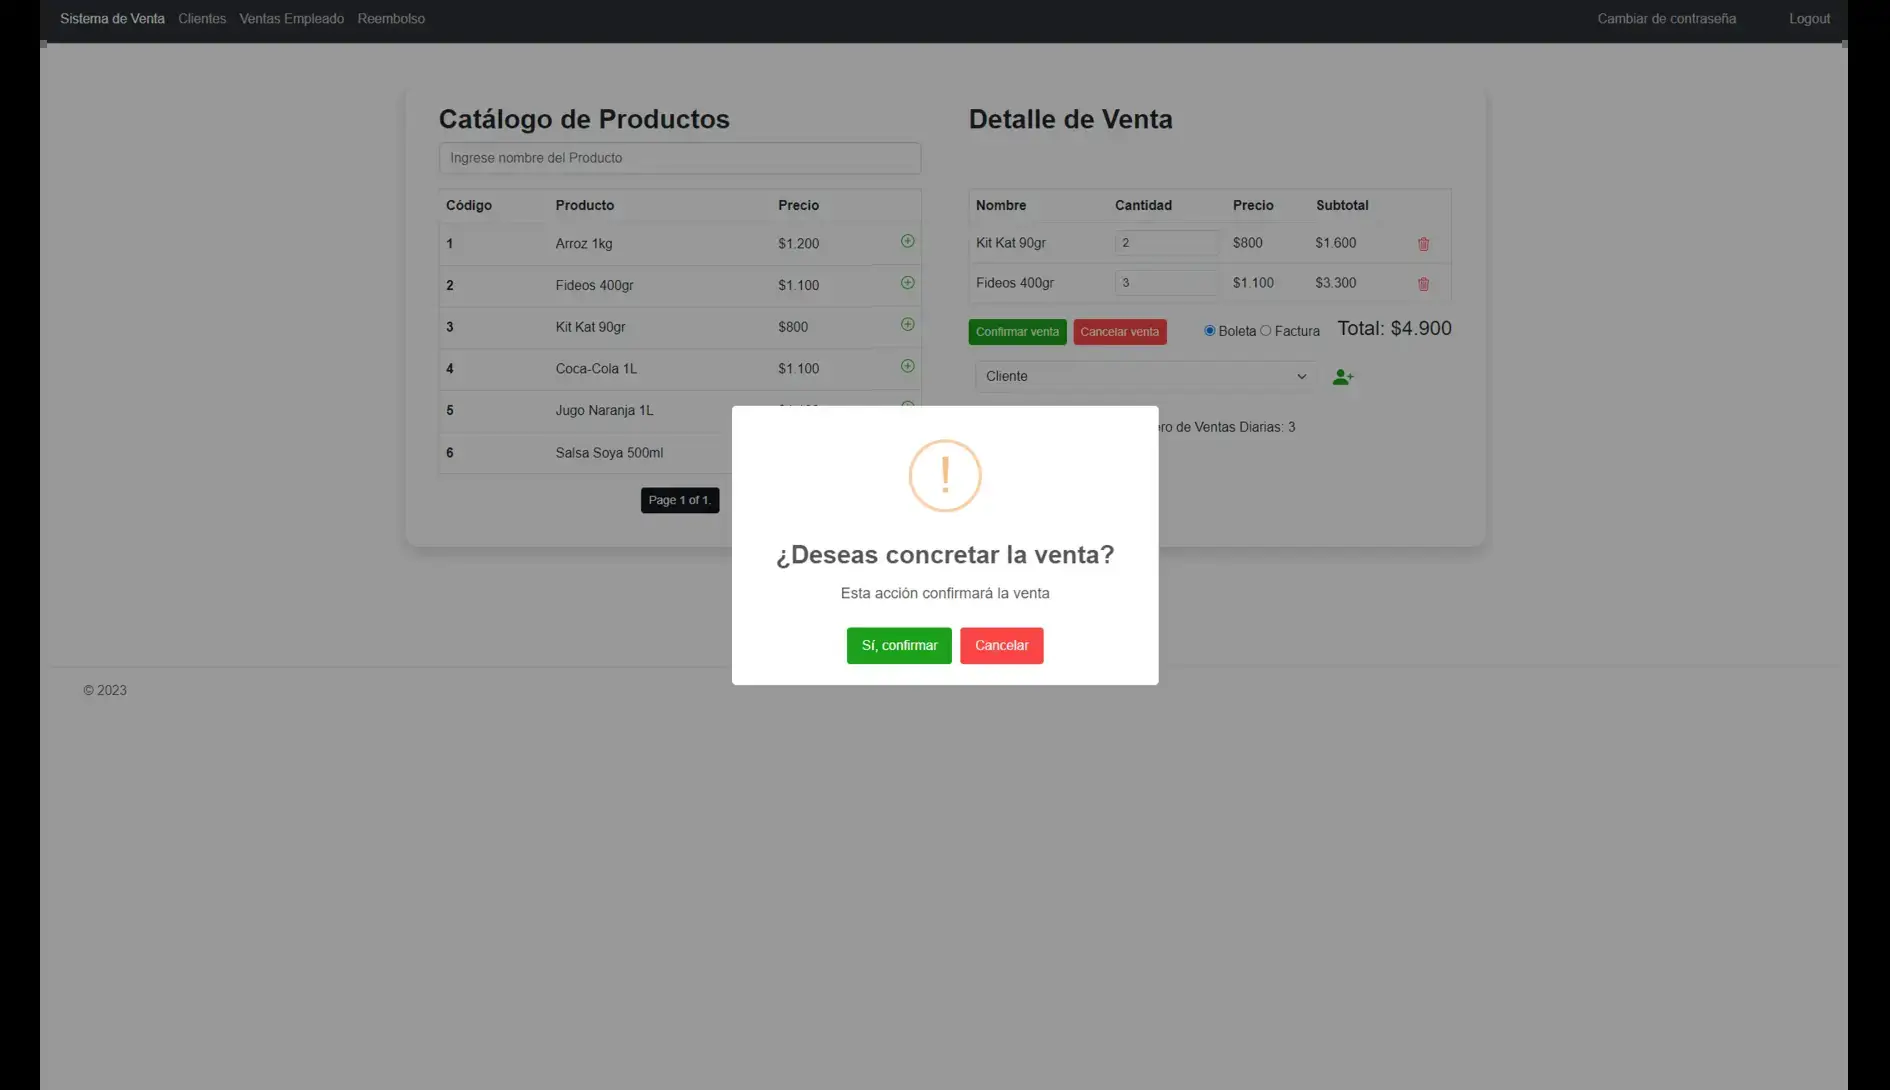 Sistema de Venta Clientes Ventas Empleado Reembolso Cambiar de contraseña Logout
Catálogo de Productos
Ingrese nombre del Producto
Código Producto Precio
1 Arroz 1kg $1.200
2 Fideos 400gr $1.100
3 Kit Kat 90gr $800
4 Coca-Cola 1L $1.100
5 Jugo Naranja 1L
6 Salsa Soya 500ml
Page 1 of 1.
Detalle de Venta
Nombre Cantidad Precio Subtotal
Kit Kat 90gr 2 $800 $1.600
Fideos 400gr 3 $1.100 $3.300
Confirmar venta Cancelar venta Boleta Factura Total: $4.900
Cliente
de Ventas Diarias: 3
¿Deseas concretar la venta?
Esta acción confirmará la venta
Sí, confirmar Cancelar
© 2023